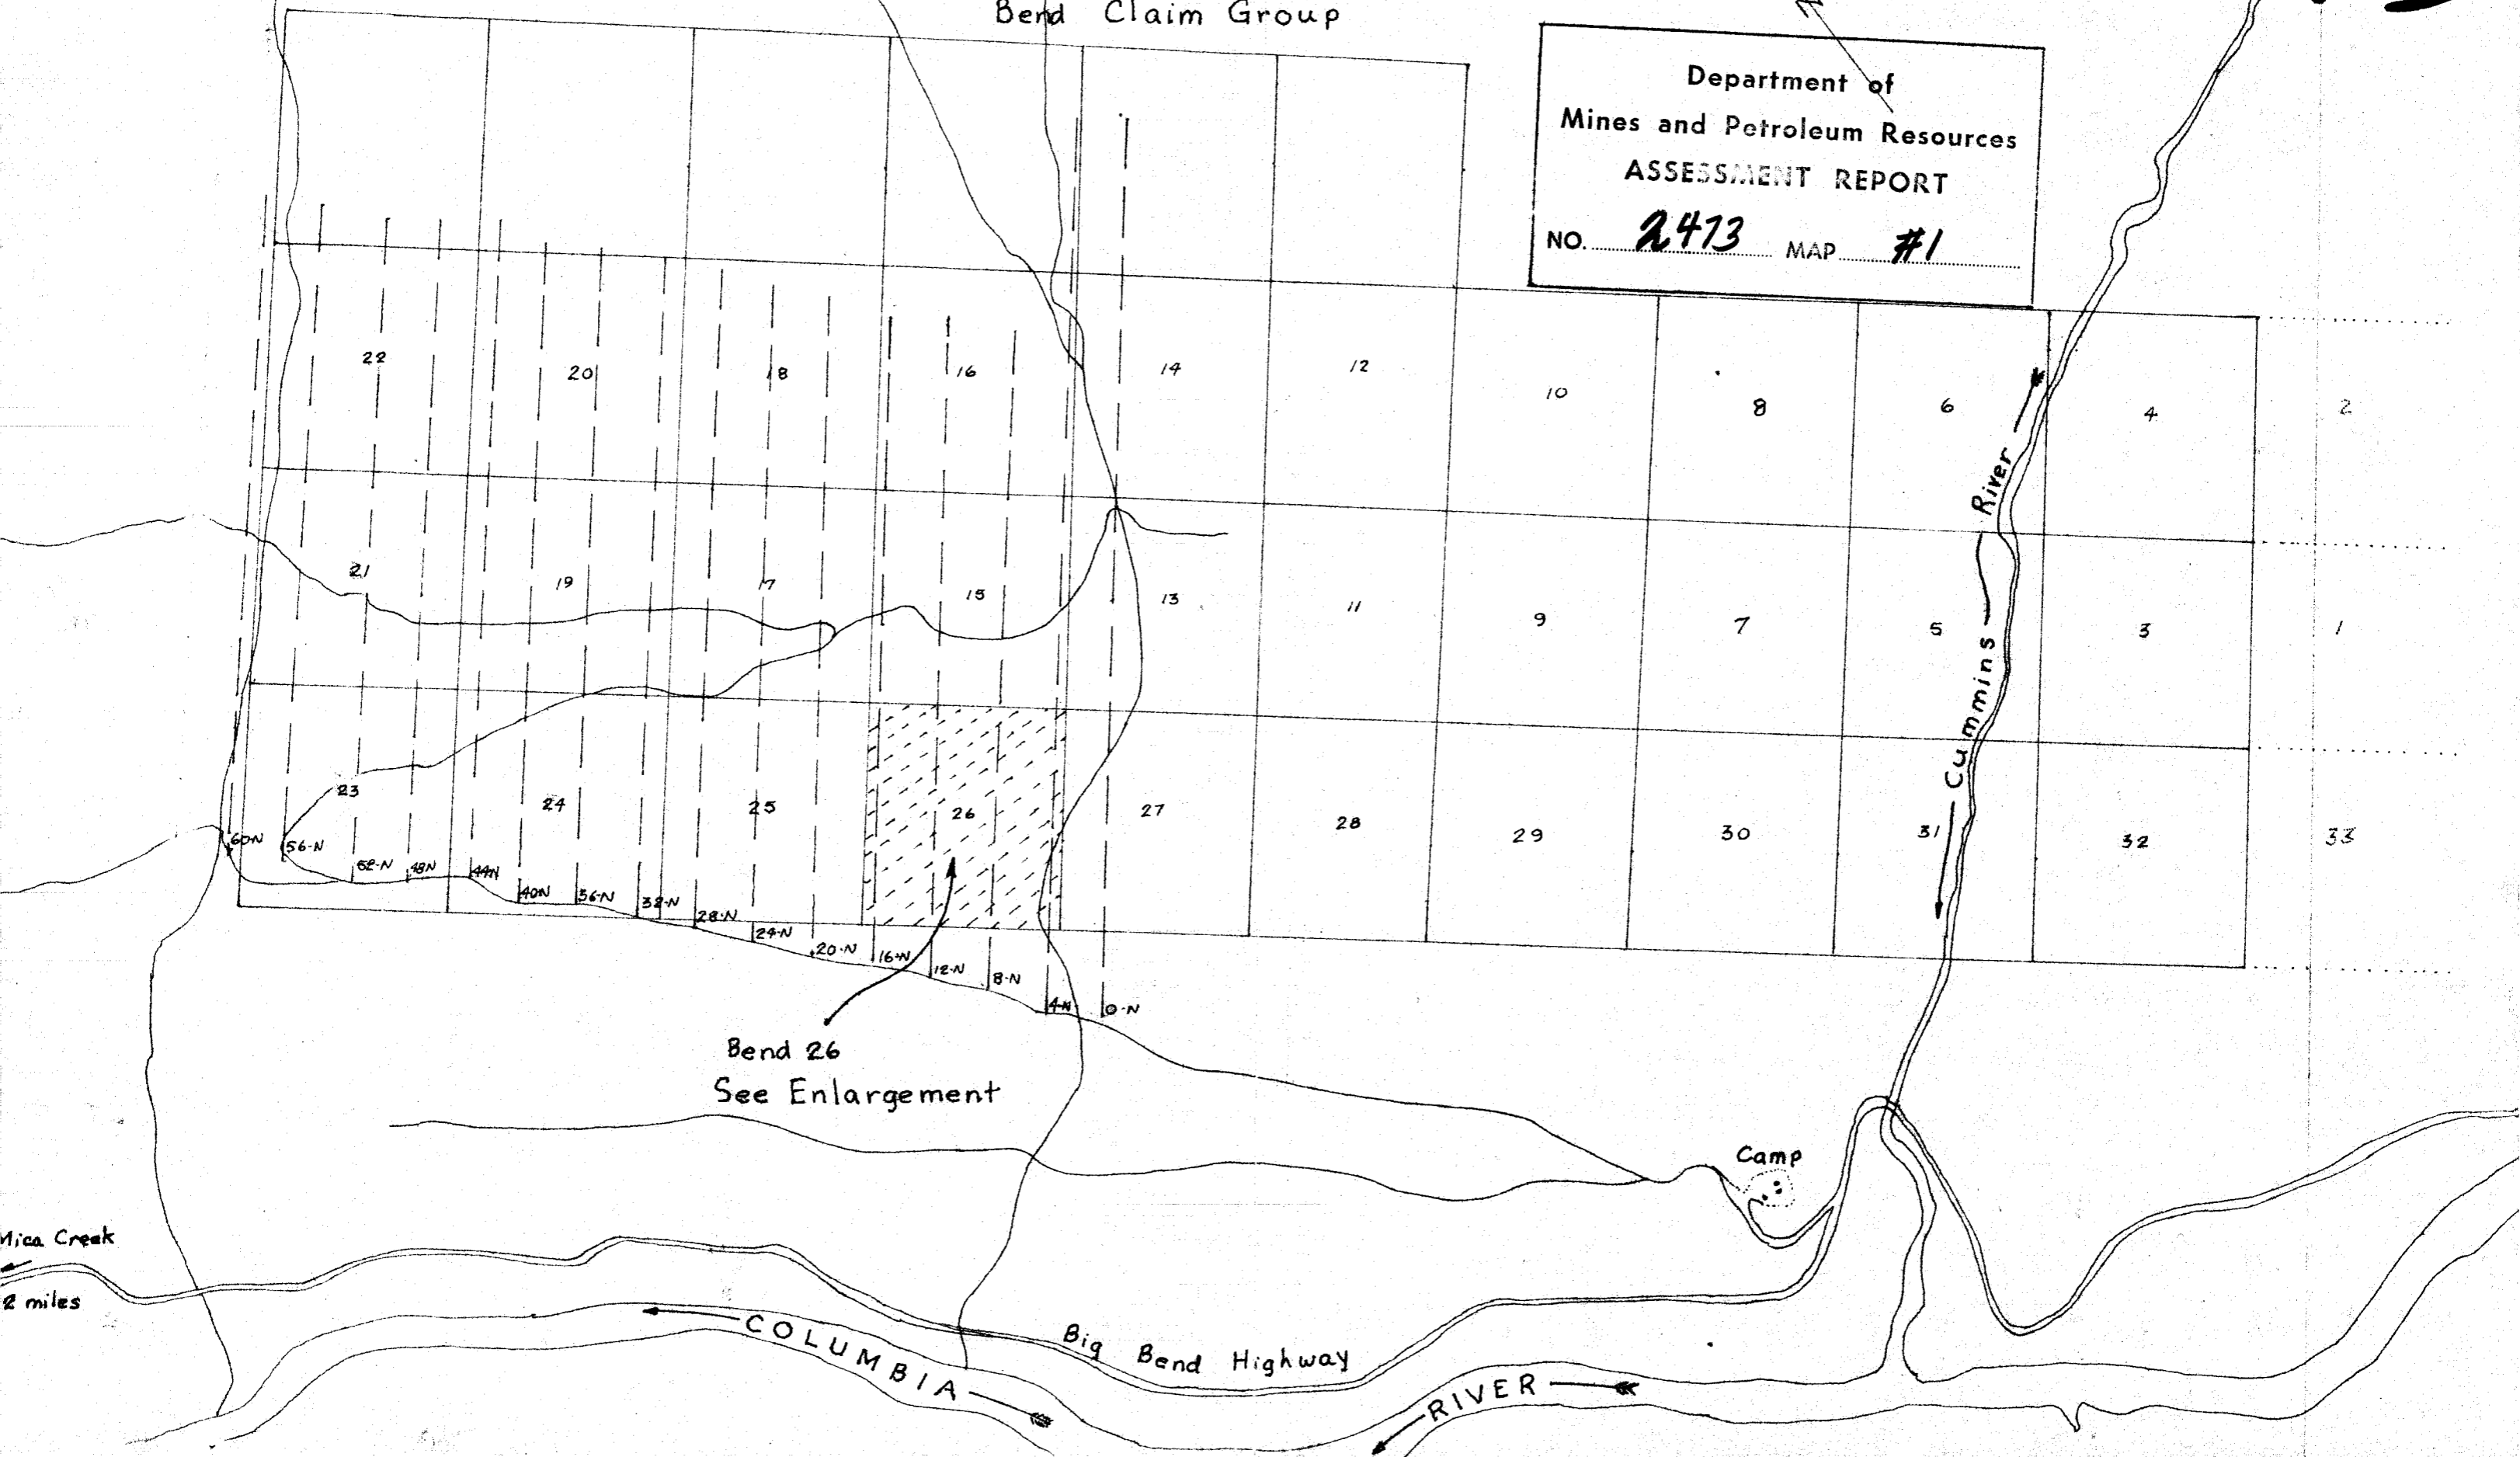 Bend Claim Group
Department of
Mines and Petroleum Resources
ASSESSMENT REPORT
NO. 2473 MAP #1
22 20 18 16 14 12 10 8 6 4 2
River
21 19 17 15 13 11 9 7 5 3 1
Cummins
23 24 25 26 27 28 29 30 31 32 33
60-N 56-N 52-N 48N 44N 40N 36-N 32-N 28-N 24-N 20-N 16-N 12-N 8-N 4-N 0-N
Bend 26
See Enlargement
Camp
Mica Creek
2 miles
COLUMBIA RIVER
Big Bend Highway